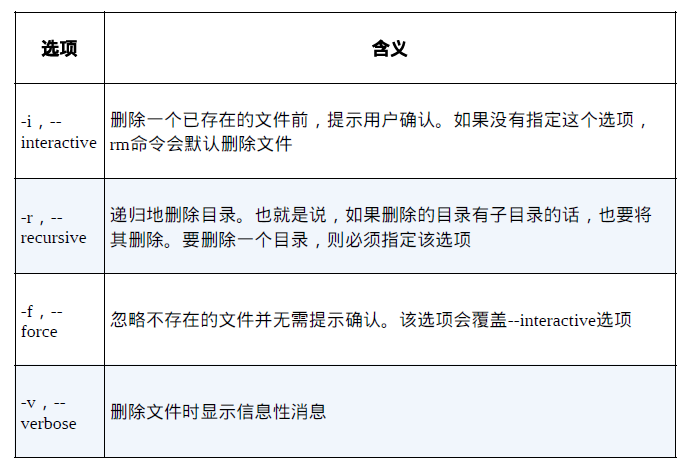 选项
含义
-i，--
interactive
删除一个已存在的文件前，提示用户确认。如果没有指定这个选项，
rm命令会默认删除文件
-r，--
recursive
递归地删除目录。也就是说，如果删除的目录有子目录的话，也要将
其删除。要删除一个目录，则必须指定该选项
-f，--
force
忽略不存在的文件并无需提示确认。该选项会覆盖--interactive选项
-v，--
verbose
删除文件时显示信息性消息